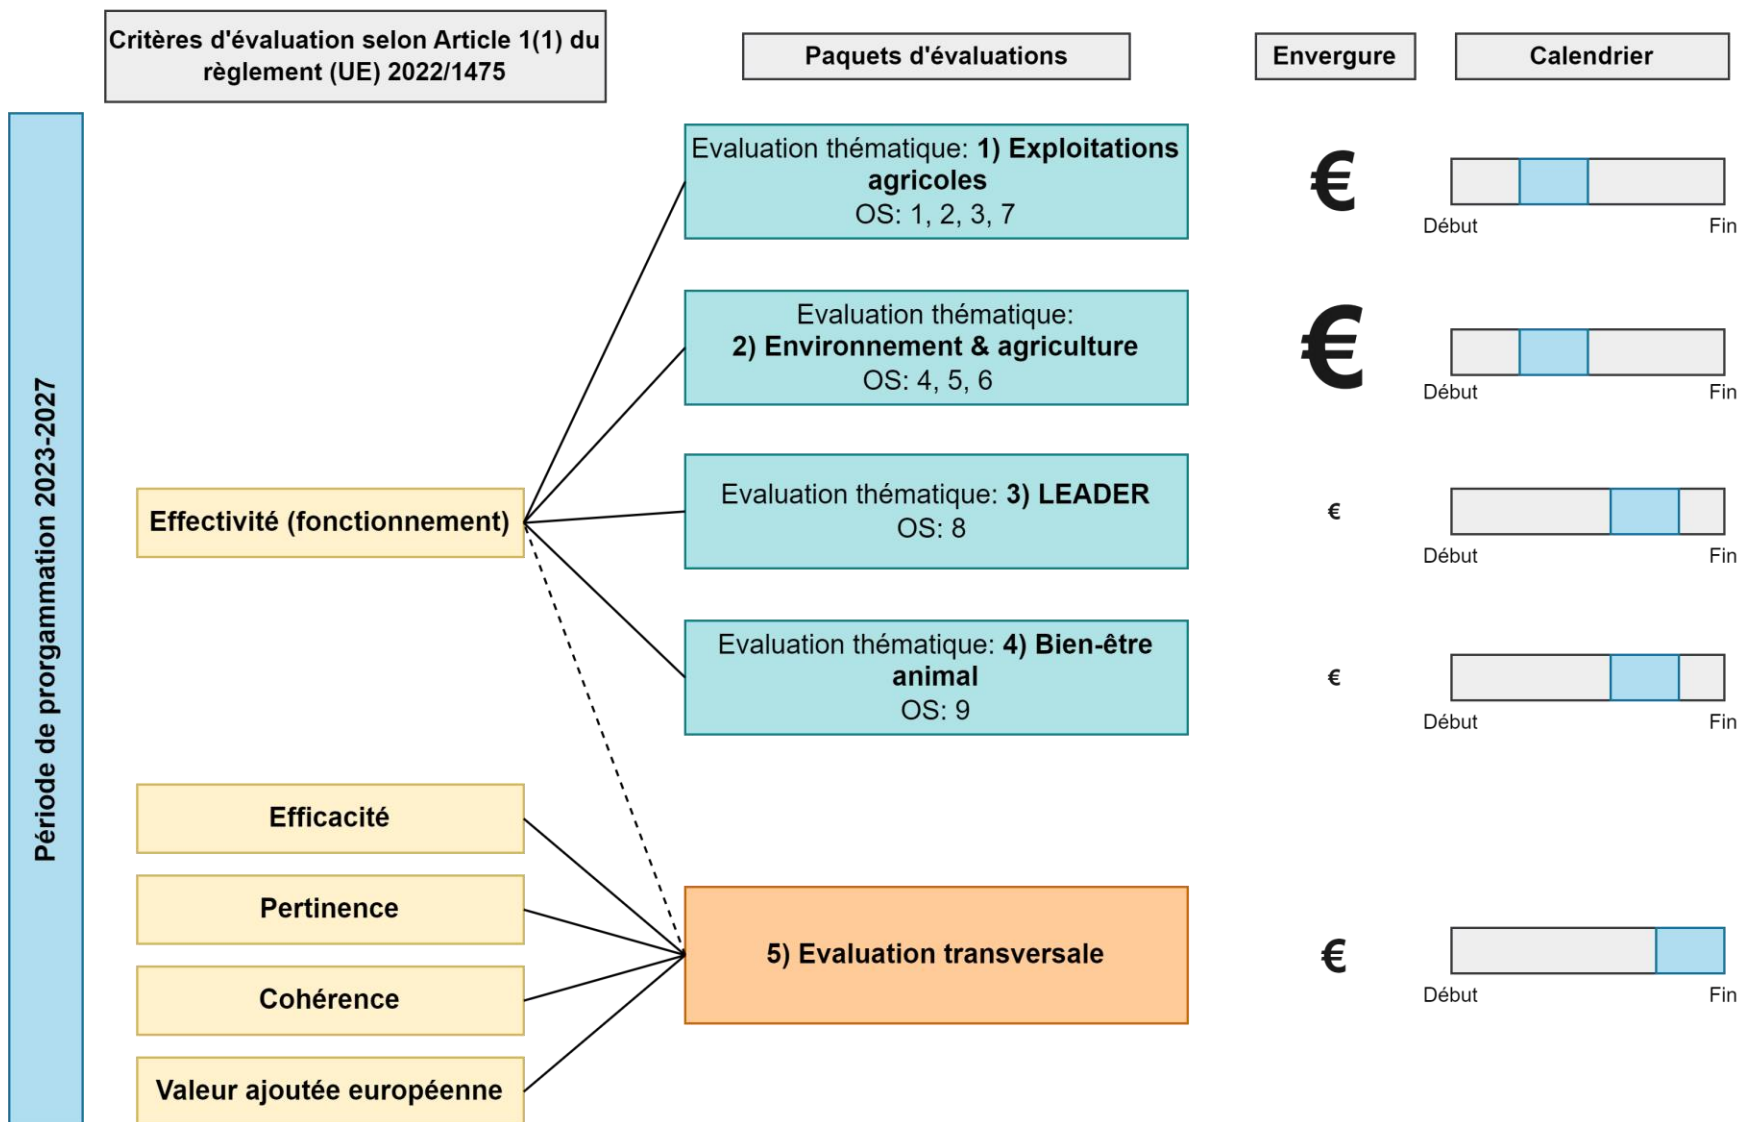 Critères d'évaluation selon Article 1(1) du
règlement (UE) 2022/1475
Paquets d'évaluations
Envergure
Calendrier
Période de prorgammation 2023-2027
Evaluation thématique: 1) Exploitations
agricoles
OS: 1, 2, 3, 7
€
Début
Fin
Evaluation thématique:
2) Environnement & agriculture
OS: 4, 5, 6
€
Début
Fin
Effectivité (fonctionnement)
Evaluation thématique: 3) LEADER
OS: 8
€
Début
Fin
Evaluation thématique: 4) Bien-être
animal
OS: 9
€
Début
Fin
Efficacité
Pertinence
Cohérence
Valeur ajoutée européenne
5) Evaluation transversale
€
Début
Fin